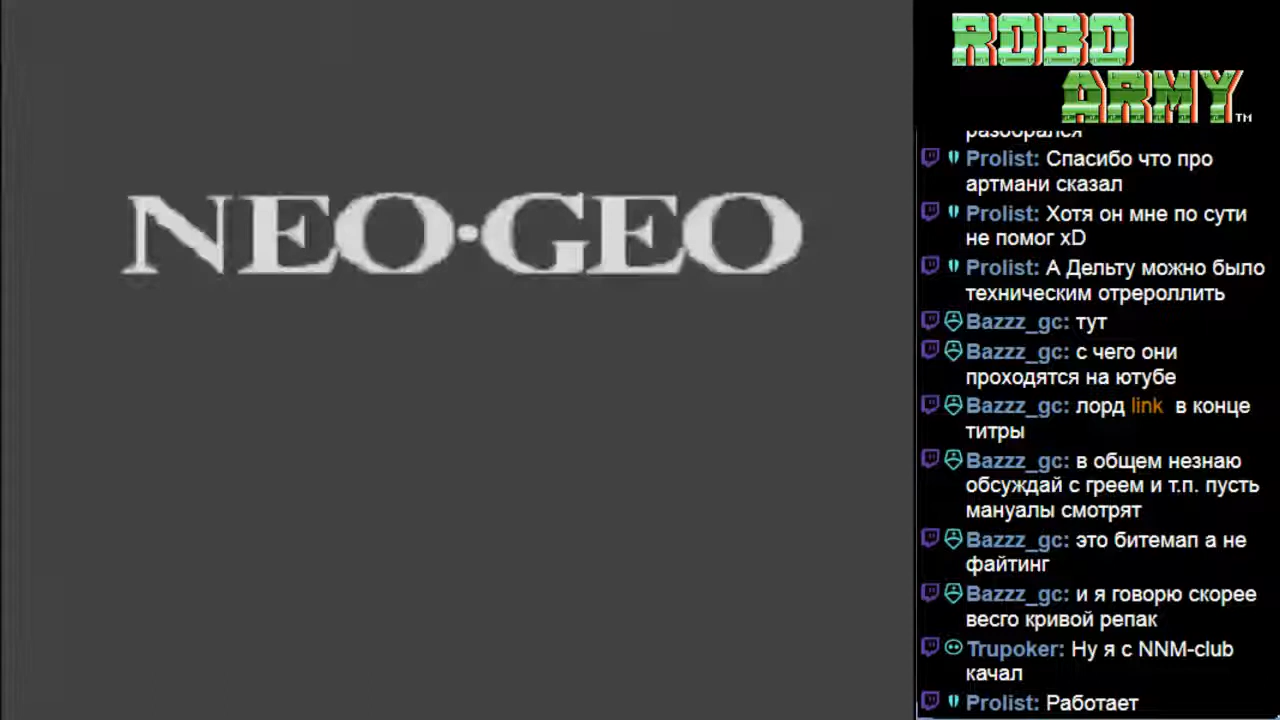 NEO·GEO
ROBO
ARMY™
разобрался
Prolist: Спасибо что про
артмани сказал
Prolist: Хотя он мне по сути
не помог xD
Prolist: А Дельту можно было
техническим отрероллить
Bazzz_gc: тут
Bazzz_gc: с чего они
проходятся на ютубе
Bazzz_gc: лорд link в конце
титры
Bazzz_gc: в общем незнаю
обсуждай с греем и т.п. пусть
мануалы смотрят
Bazzz_gc: это битемап а не
файтинг
Bazzz_gc: и я говорю скорее
весго кривой репак
Trupoker: Ну я с NNM-club
качал
Prolist: Работает